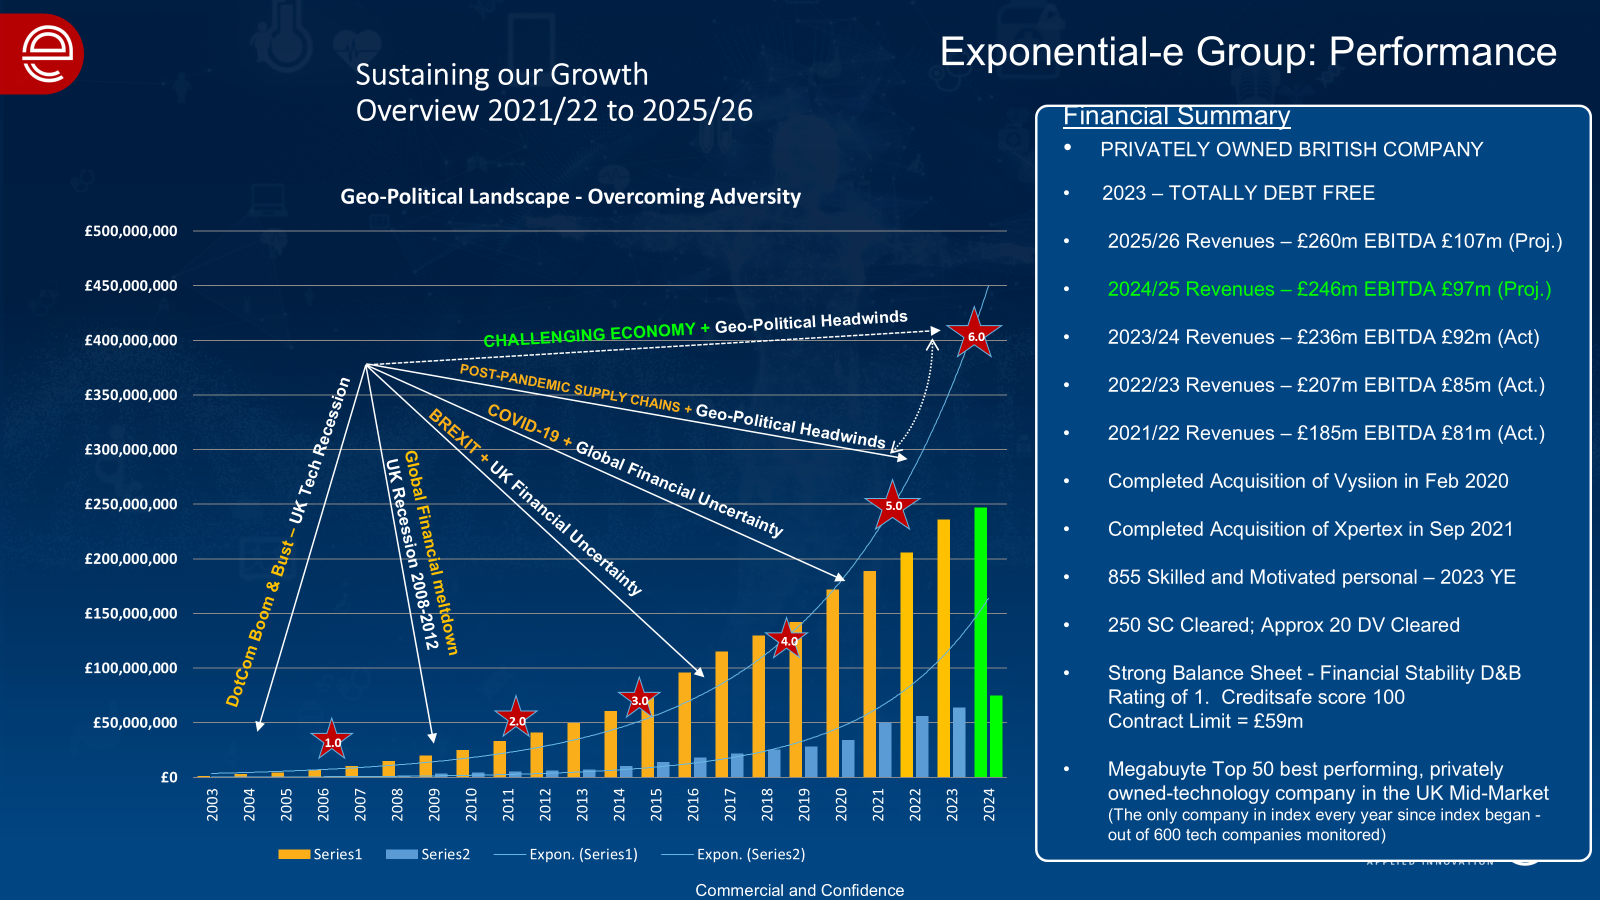 Exponential-e Group: Performance
Sustaining our Growth
Overview 2021/22 to 2025/26
Geo-Political Landscape - Overcoming Adversity
£500,000,000
£450,000,000
£400,000,000
£350,000,000
£300,000,000
£250,000,000
£200,000,000
£150,000,000
£100,000,000
£50,000,000
£0
CHALLENGING ECONOMY + Geo-Political Headwinds
POST-PANDEMIC SUPPLY CHAINS + Geo-Political Headwinds
COVID-19 + Global Financial Uncertainty
BREXIT + UK Financial Uncertainty
Global Financial meltdown
UK Recession 2008-2012
DotCom Boom & Bust – UK Tech Recession
1.0
2.0
3.0
4.0
5.0
6.0
2003
2004
2005
2006
2007
2008
2009
2010
2011
2012
2013
2014
2015
2016
2017
2018
2019
2020
2021
2022
2023
2024
Series1
Series2
Expon. (Series1)
Expon. (Series2)
Financial Summary
• PRIVATELY OWNED BRITISH COMPANY
• 2023 – TOTALLY DEBT FREE
• 2025/26 Revenues – £260m EBITDA £107m (Proj.)
• 2024/25 Revenues – £246m EBITDA £97m (Proj.)
• 2023/24 Revenues – £236m EBITDA £92m (Act)
• 2022/23 Revenues – £207m EBITDA £85m (Act.)
• 2021/22 Revenues – £185m EBITDA £81m (Act.)
• Completed Acquisition of Vysiion in Feb 2020
• Completed Acquisition of Xpertex in Sep 2021
• 855 Skilled and Motivated personal – 2023 YE
• 250 SC Cleared; Approx 20 DV Cleared
• Strong Balance Sheet - Financial Stability D&B
Rating of 1. Creditsafe score 100
Contract Limit = £59m
• Megabuyte Top 50 best performing, privately
owned-technology company in the UK Mid-Market
(The only company in index every year since index began -
out of 600 tech companies monitored)
APPLIED INNOVATION
Commercial and Confidence